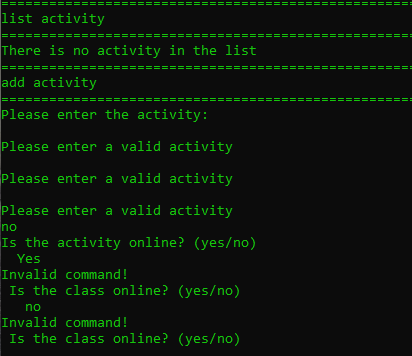 ==================================================
list activity
==================================================
There is no activity in the list
==================================================
add activity
==================================================
Please enter the activity:
Please enter a valid activity
Please enter a valid activity
Please enter a valid activity
no
Is the activity online? (yes/no)
  Yes
Invalid command!
 Is the class online? (yes/no)
   no
Invalid command!
 Is the class online? (yes/no)